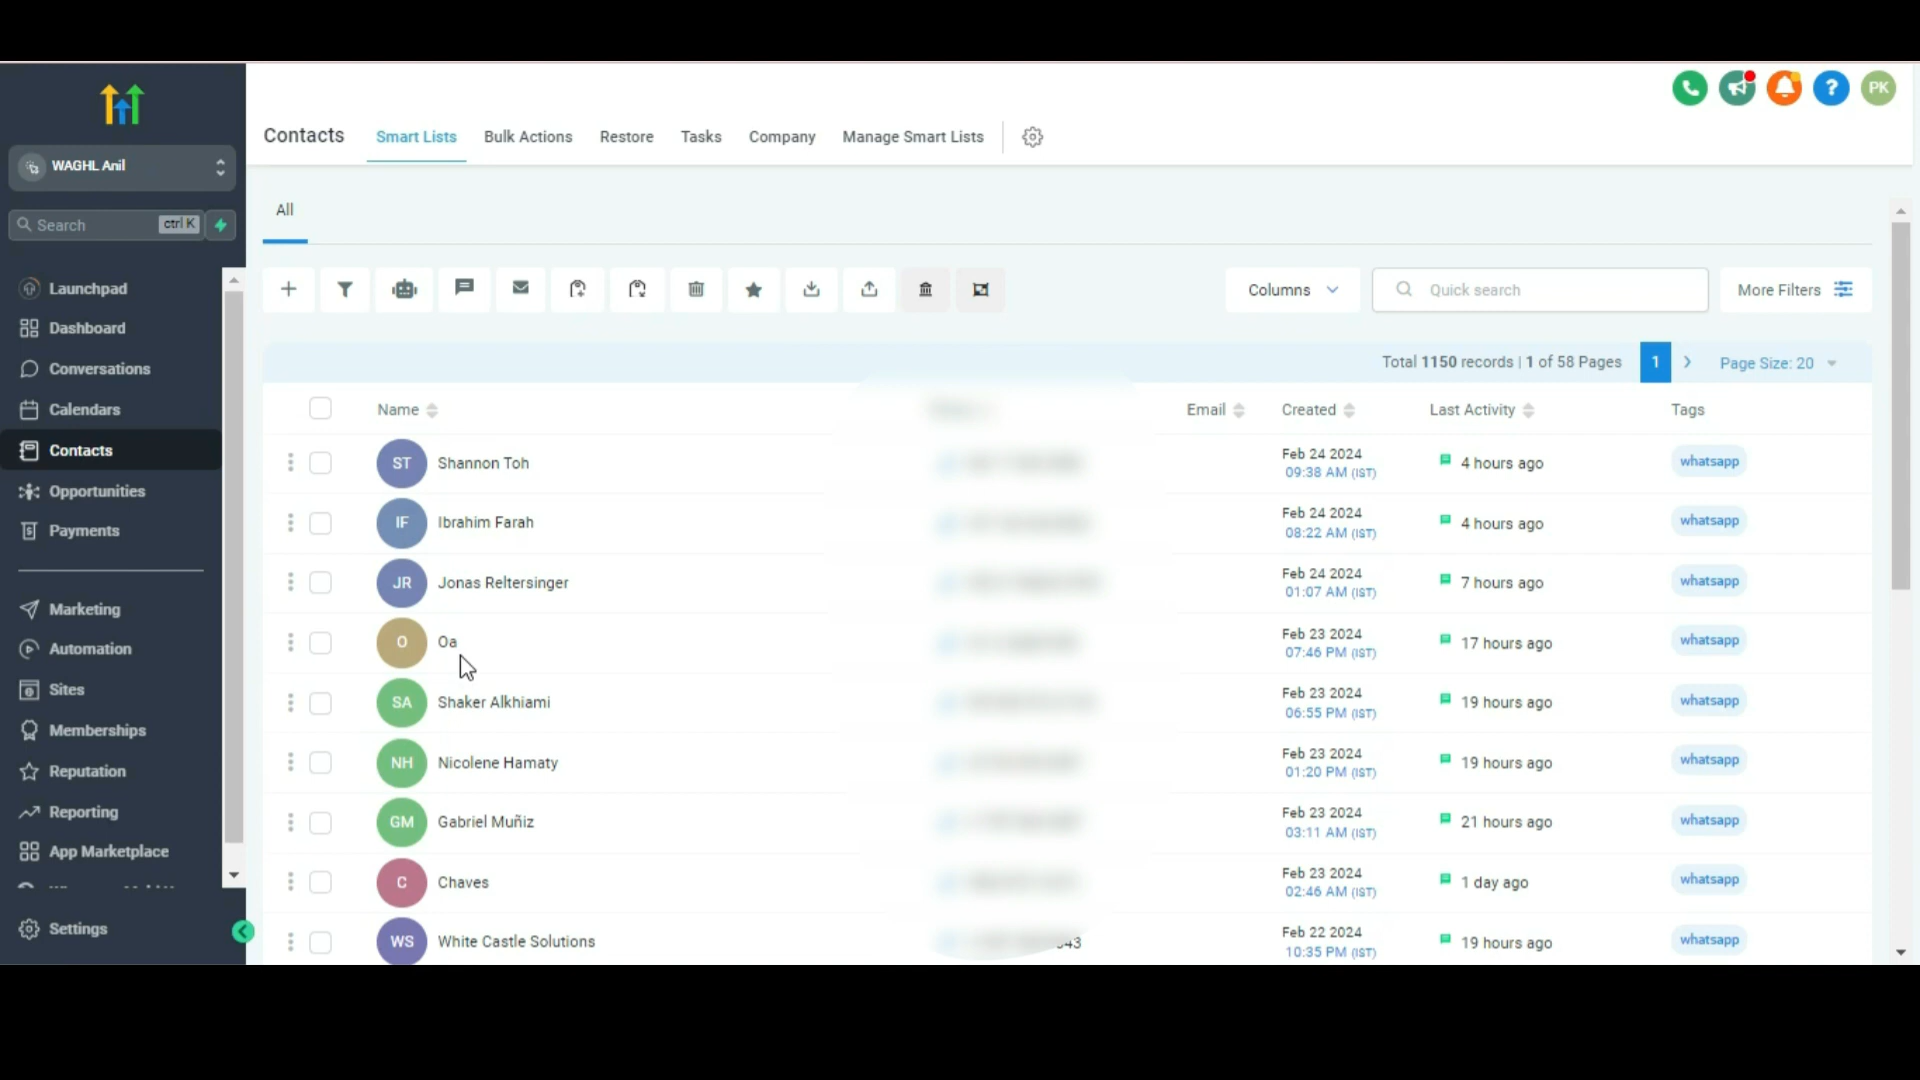 WAGHL Anil
Search ctrl K
Launchpad
Dashboard
Conversations
Calendars
Contacts
Opportunities
Payments
Marketing
Automation
Sites
Memberships
Reputation
Reporting
App Marketplace
Settings
PK
Contacts Smart Lists Bulk Actions Restore Tasks Company Manage Smart Lists
All
Columns Quick search More Filters
Total 1150 records | 1 of 58 Pages 1 Page Size: 20
Name Email Created Last Activity Tags
ST Shannon Toh Feb 24 2024 09:38 AM (IST) 4 hours ago whatsapp
IF Ibrahim Farah Feb 24 2024 08:22 AM (IST) 4 hours ago whatsapp
JR Jonas Reltersinger Feb 24 2024 01:07 AM (IST) 7 hours ago whatsapp
O Oa Feb 23 2024 07:46 PM (IST) 17 hours ago whatsapp
SA Shaker Alkhiami Feb 23 2024 06:55 PM (IST) 19 hours ago whatsapp
NH Nicolene Hamaty Feb 23 2024 01:20 PM (IST) 19 hours ago whatsapp
GM Gabriel Muñiz Feb 23 2024 03:11 AM (IST) 21 hours ago whatsapp
C Chaves Feb 23 2024 02:46 AM (IST) 1 day ago whatsapp
WS White Castle Solutions Feb 22 2024 10:35 PM (IST) 19 hours ago whatsapp